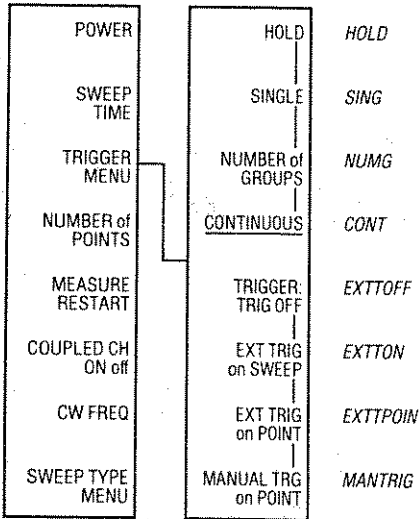 POWER
SWEEP
TIME
TRIGGER
MENU
NUMBER of
POINTS
MEASURE
RESTART
COUPLED CH
ON off
CW FREQ
SWEEP TYPE
MENU
HOLD
SINGLE
NUMBER of
GROUPS
CONTINUOUS
TRIGGER:
TRIG OFF
EXT TRIG
on SWEEP
EXT TRIG
on POINT
MANUAL TRG
on POINT
HOLD
SING
NUMG
CONT
EXTTOFF
EXTTON
EXTTPOIN
MANTRIG